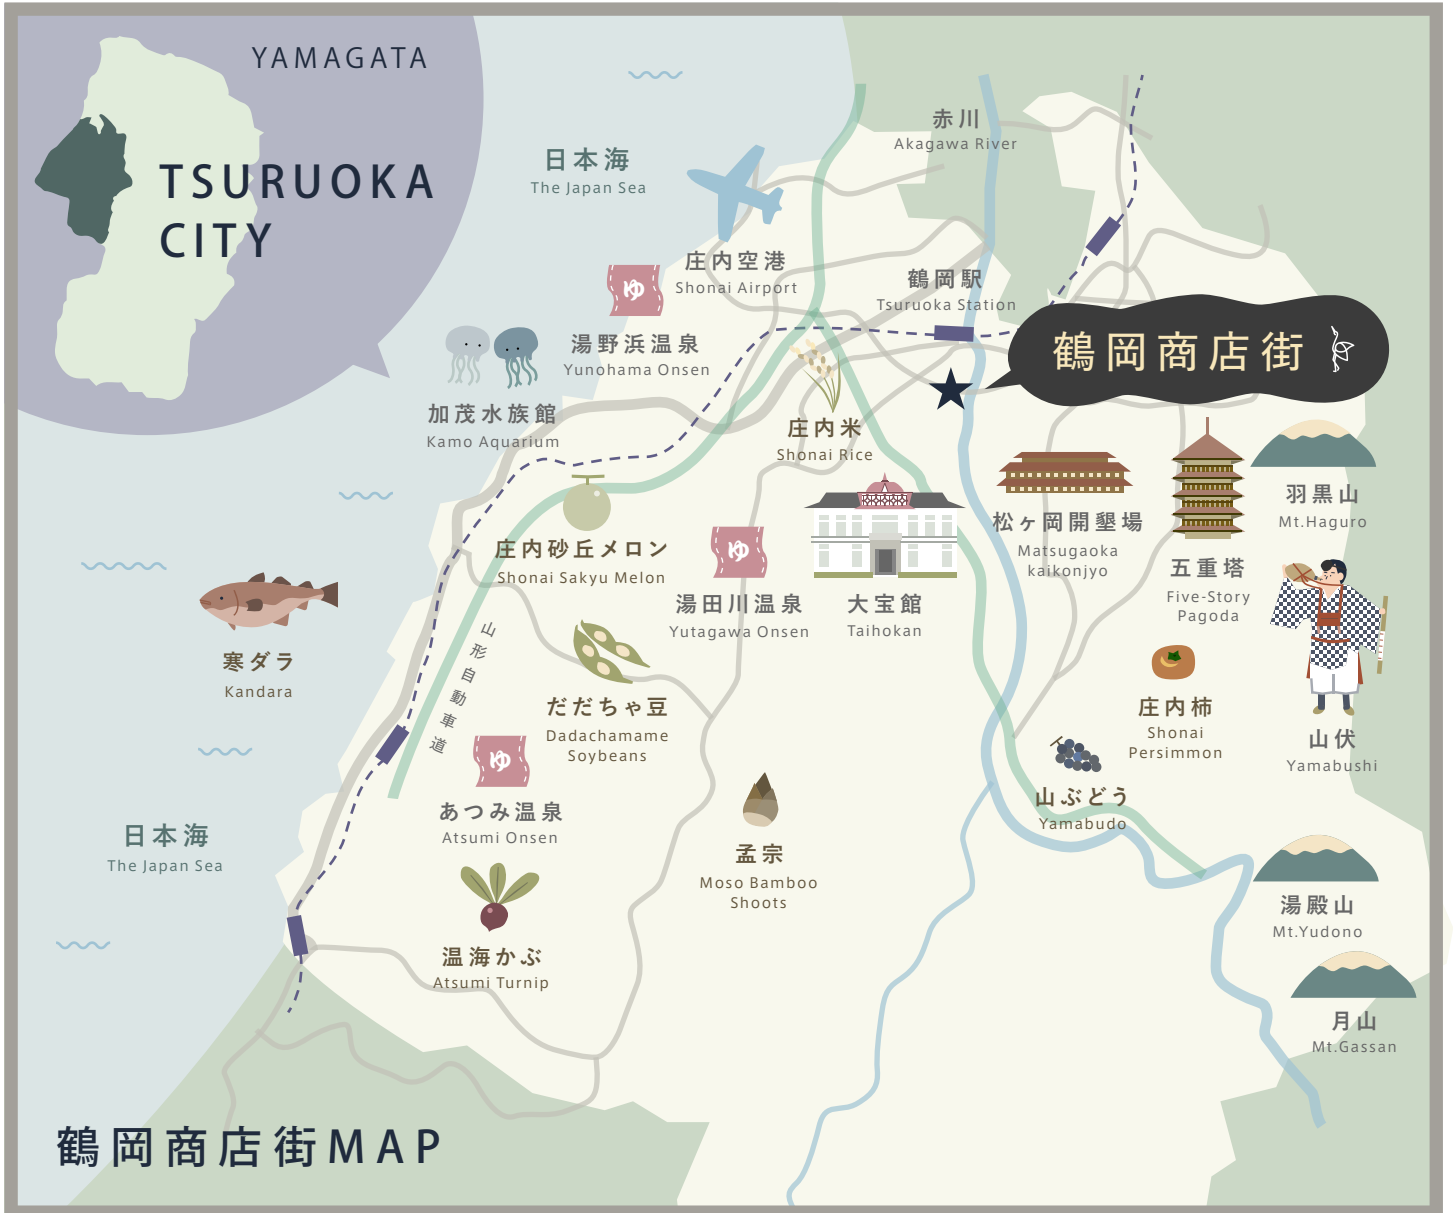 YAMAGATA
TSURUOKA
CITY
日本海
The Japan Sea
赤川
Akagawa River
庄内空港
Shonai Airport
鶴岡駅
Tsuruoka Station
ゆ
湯野浜温泉
Yunohama Onsen
鶴岡商店街
加茂水族館
Kamo Aquarium
庄内米
Shonai Rice
羽黒山
Mt.Haguro
松ヶ岡開墾場
Matsugaoka
kaikonjyo
庄内砂丘メロン
Shonai Sakyu Melon
ゆ
湯田川温泉
Yutagawa Onsen
大宝館
Taihokan
五重塔
Five-Story
Pagoda
寒ダラ
Kandara
山形自動車道
だだちゃ豆
Dadachamame
Soybeans
庄内柿
Shonai
Persimmon
山伏
Yamabushi
ゆ
あつみ温泉
Atsumi Onsen
山ぶどう
Yamabudo
日本海
The Japan Sea
孟宗
Moso Bamboo
Shoots
湯殿山
Mt.Yudono
温海かぶ
Atsumi Turnip
月山
Mt.Gassan
鶴岡商店街MAP